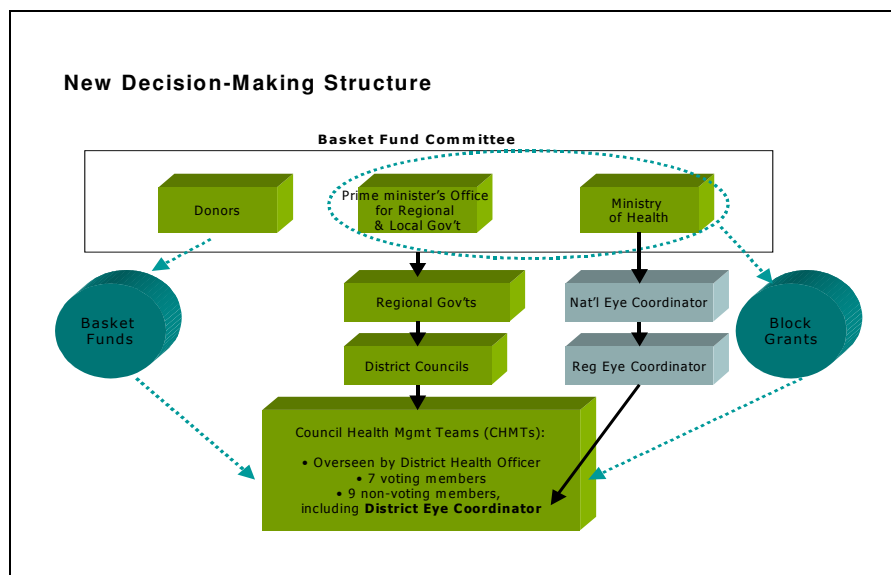 New Decision-Making Structure
Basket Fund Committee
Donors
Prime minister's Office
for Regional
& Local Gov't
Ministry
of Health
Basket
Funds
Regional Gov'ts
Nat'l Eye Coordinator
Block
Grants
District Councils
Reg Eye Coordinator
Council Health Mgmt Teams (CHMTs):
• Overseen by District Health Officer
• 7 voting members
• 9 non-voting members,
including District Eye Coordinator